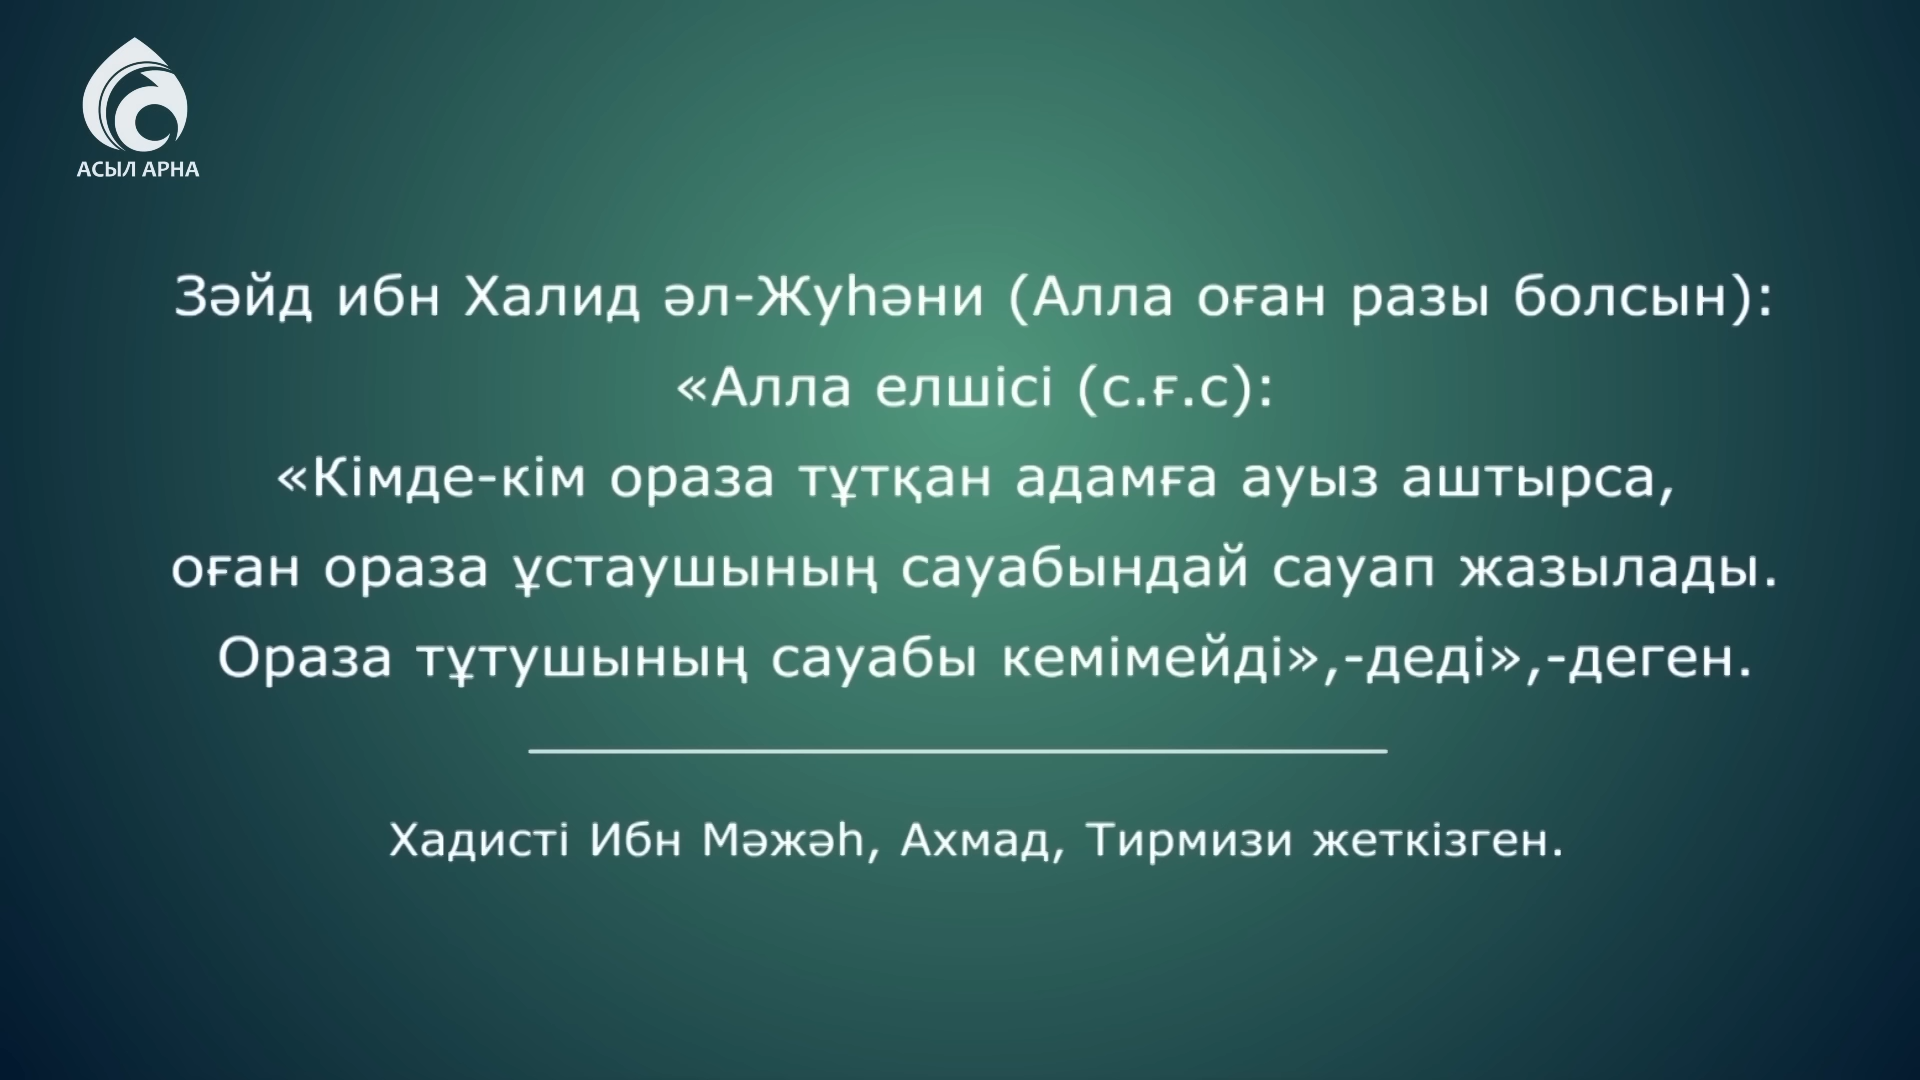 АСЫЛ АРНА
Зәйд ибн Халид әл-Жуһәни (Алла оған разы болсын):
«Алла елшісі (с.ғ.с):
«Кімде-кім ораза тұтқан адамға ауыз аштырса,
оған ораза ұстаушының сауабындай сауап жазылады.
Ораза тұтушының сауабы кемімейді»,-деді»,-деген.
Хадисті Ибн Мәжәһ, Ахмад, Тирмизи жеткізген.